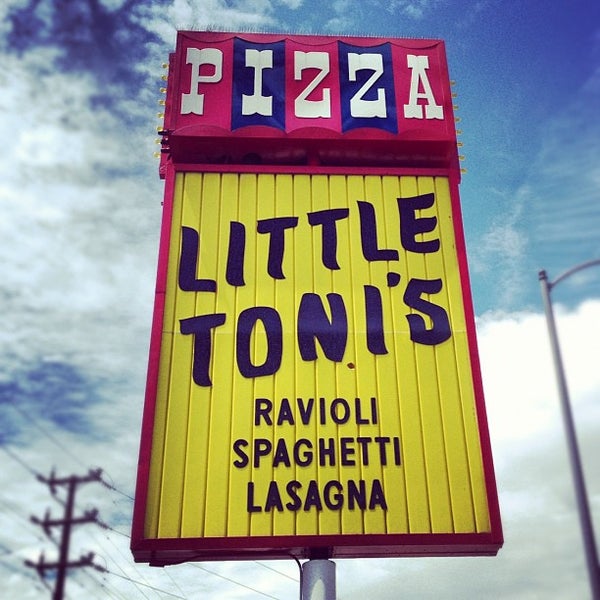 PIZZA
LITTLE
TONI'S
RAVIOLI
SPAGHETTI
LASAGNA